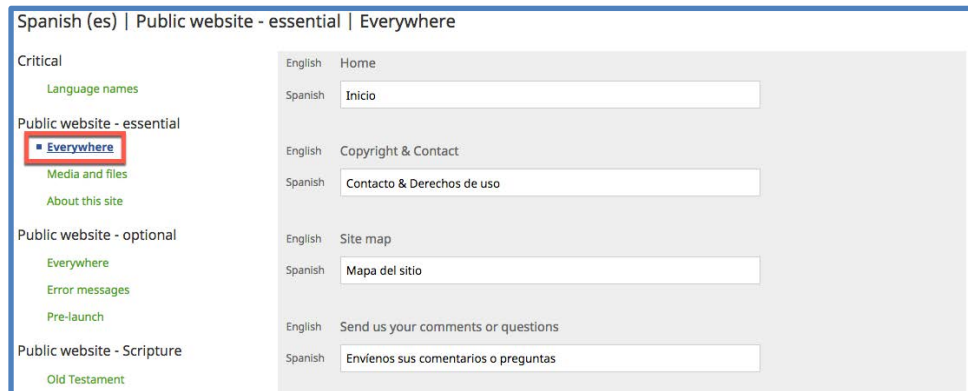 Spanish (es) | Public website - essential | Everywhere
Critical
Language names
Public website - essential
Everywhere
Media and files
About this site
Public website - optional
Everywhere
Error messages
Pre-launch
Public website - Scripture
Old Testament
English Home
Spanish Inicio
English Copyright & Contact
Spanish Contacto & Derechos de uso
English Site map
Spanish Mapa del sitio
English Send us your comments or questions
Spanish Envíenos sus comentarios o preguntas